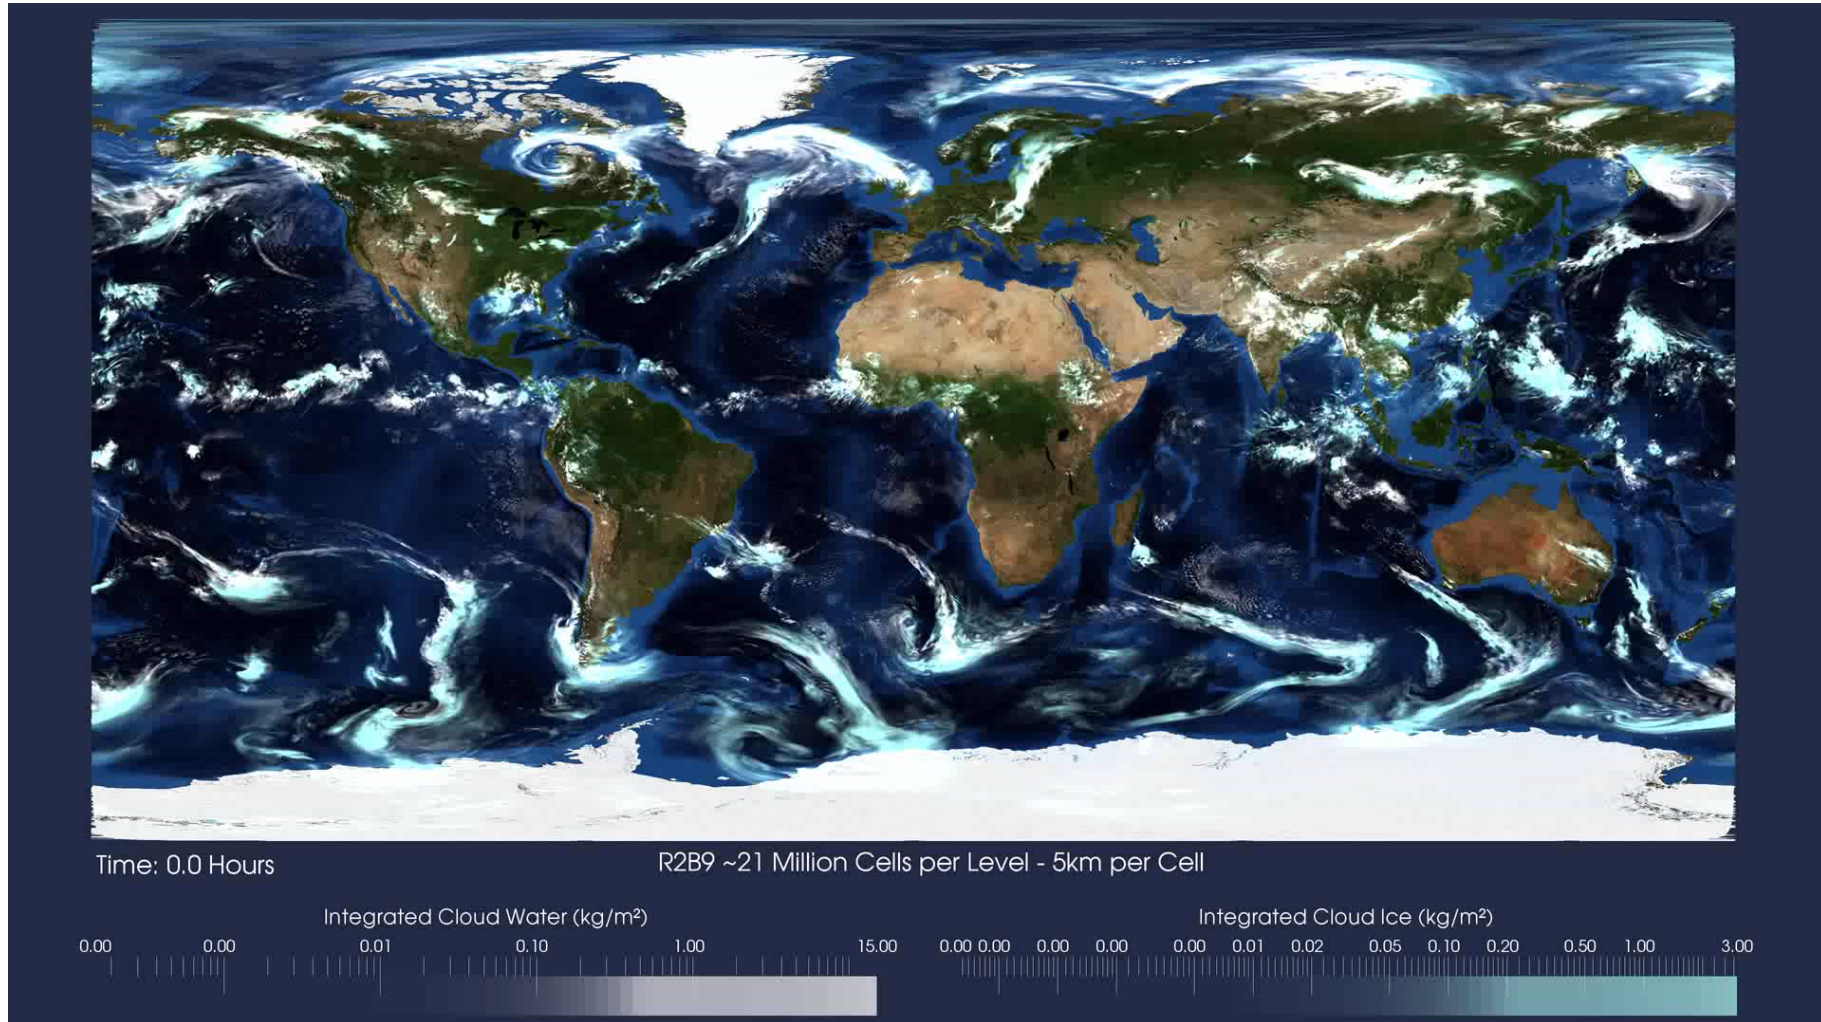 Time: 0.0 Hours
R2B9 ~21 Million Cells per Level - 5km per Cell
Integrated Cloud Water (kg/m²)
0.00 0.00 0.01 0.10 1.00 15.00
Integrated Cloud Ice (kg/m²)
0.00 0.00 0.00 0.00 0.00 0.01 0.02 0.05 0.10 0.20 0.50 1.00 3.00